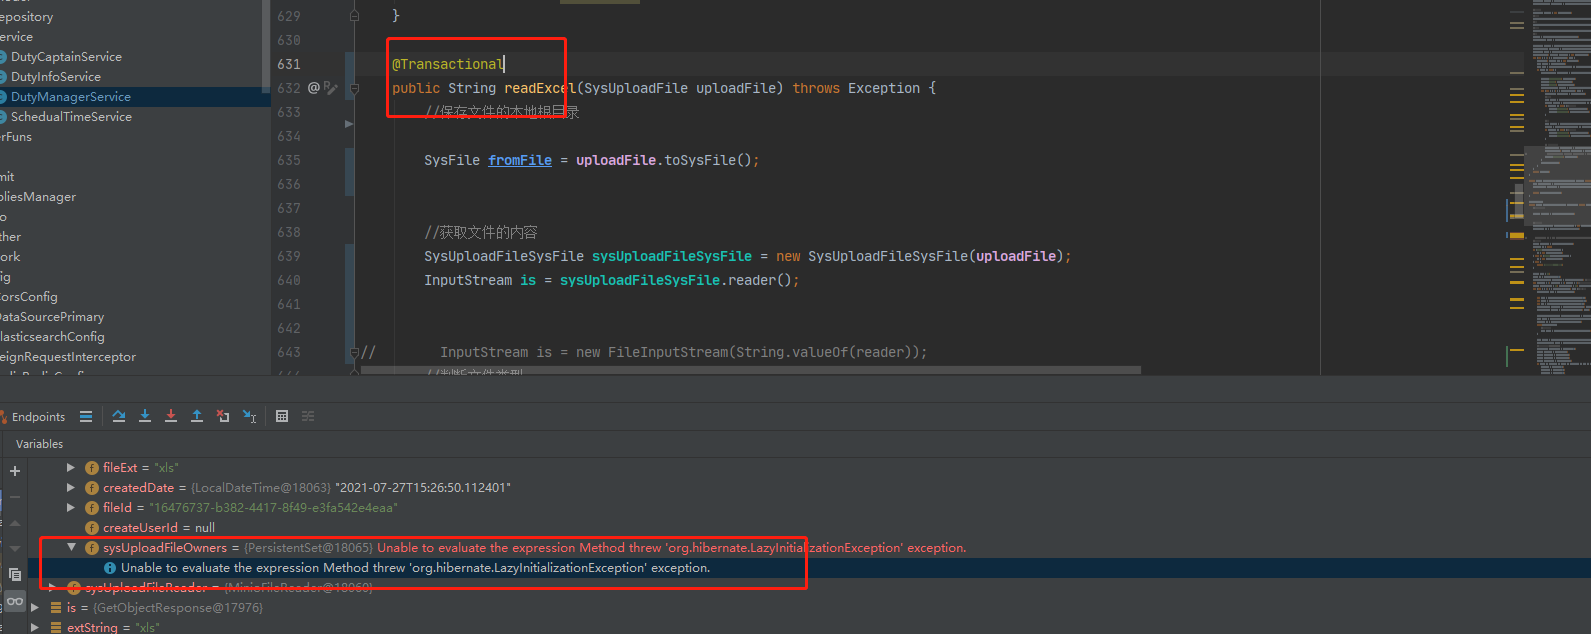 epository
ervice
DutyCaptainService
DutyInfoService
DutyManagerService
SchedualTimeService
erFuns
mit
pliesManager
o
ther
ork
ig
CorsConfig
DataSourcePrimary
lasticsearchConfig
eignRequestInterceptor
629 }
630
631 @Transactional
632 @ public String readExcel(SysUploadFile uploadFile) throws Exception {
633 //保存文件的本地根目录
634
635 SysFile fromFile = uploadFile.toSysFile();
636
637
638 //获取文件的内容
639 SysUploadFileSysFile sysUploadFileSysFile = new SysUploadFileSysFile(uploadFile);
640 InputStream is = sysUploadFileSysFile.reader();
641
642
643 // InputStream is = new FileInputStream(String.valueOf(reader));
Endpoints
Variables
fileExt = "xls"
createdDate = {LocalDateTime@18063} "2021-07-27T15:26:50.112401"
fileId = "16476737-b382-4417-8f49-e3fa542e4eaa"
createUserId = null
sysUploadFileOwners = {PersistentSet@18065} Unable to evaluate the expression Method threw 'org.hibernate.LazyInitializationException' exception.
Unable to evaluate the expression Method threw 'org.hibernate.LazyInitializationException' exception.
sysUploadFileReader = {MinioFileReader@18060}
is = {GetObjectResponse@17976}
extString = "xls"